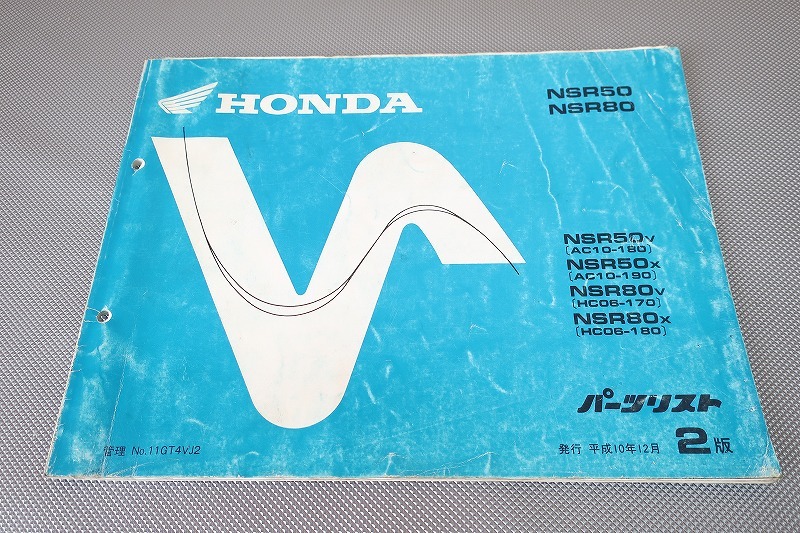 HONDA
NSR50
NSR80
NSR50V
(AC10-180)
NSR50X
(AC10-190)
NSR80V
(HC06-170)
NSR80X
(HC06-180)
パーツリスト
管理 No.11GT4VJ2
発行 平成10年12月 2版